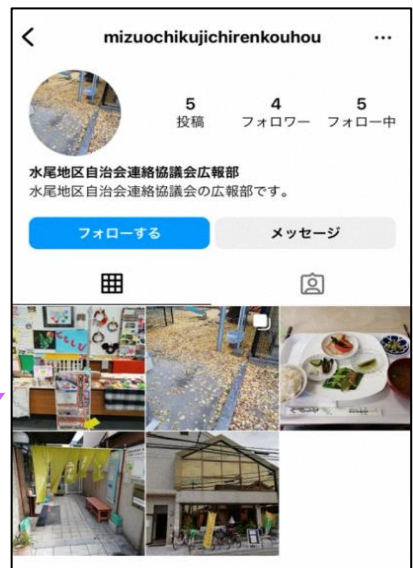 mizuochikujichirenkouhou
5 4 5
投稿 フォロワー フォロー中
水尾地区自治会連絡協議会広報部
水尾地区自治会連絡協議会の広報部です。
フォローする メッセージ